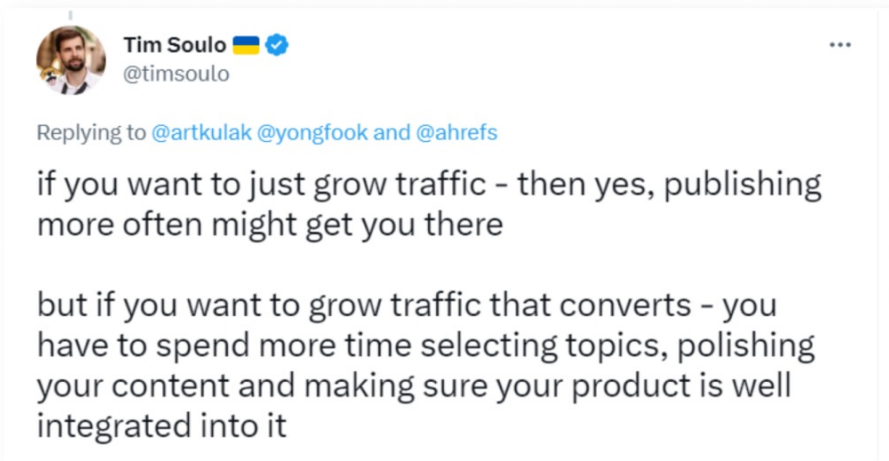 Tim Soulo 🇺🇦
@timsoulo
Replying to @artkulak @yongfook and @ahrefs
if you want to just grow traffic - then yes, publishing
more often might get you there
but if you want to grow traffic that converts - you
have to spend more time selecting topics, polishing
your content and making sure your product is well
integrated into it